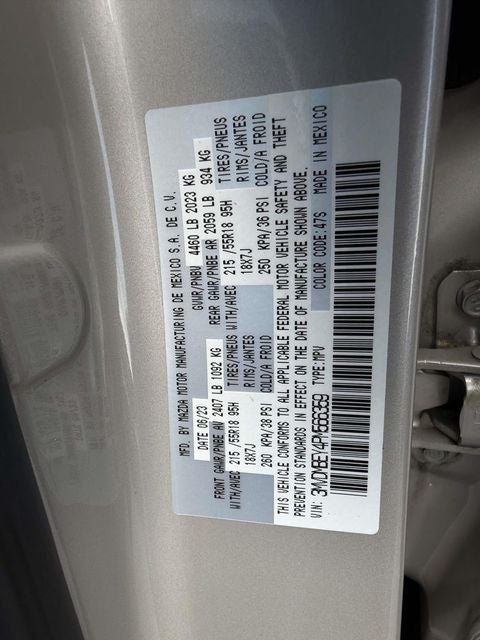 MFD. BY MAZDA MOTOR MANUFACTURING DE MEXICO S.A. DE C.V.
DATE 06/23 GVWR/PNBV 4460 LB 2023 KG
FRONT GAWR/PNBE AV 2407 LB 1092 KG REAR GAWR/PNBE AR 2059 LB 934 KG
WITH/AVEC 215 /55R18 95H TIRES/PNEUS WITH/AVEC 215 /55R18 95H TIRES/PNEUS
18X7J RIMS/JANTES 18X7J RIMS/JANTES
260 KPA/38 PSI COLD/A FROID 250 KPA/36 PSI COLD/A FROID
THIS VEHICLE CONFORMS TO ALL APPLICABLE FEDERAL MOTOR VEHICLE SAFETY AND THEFT
PREVENTION STANDARDS IN EFFECT ON THE DATE OF MANUFACTURE SHOWN ABOVE.
VIN: 3MVDMBEY4PM566359 TYPE:MPV COLOR CODE:47S MADE IN MEXICO